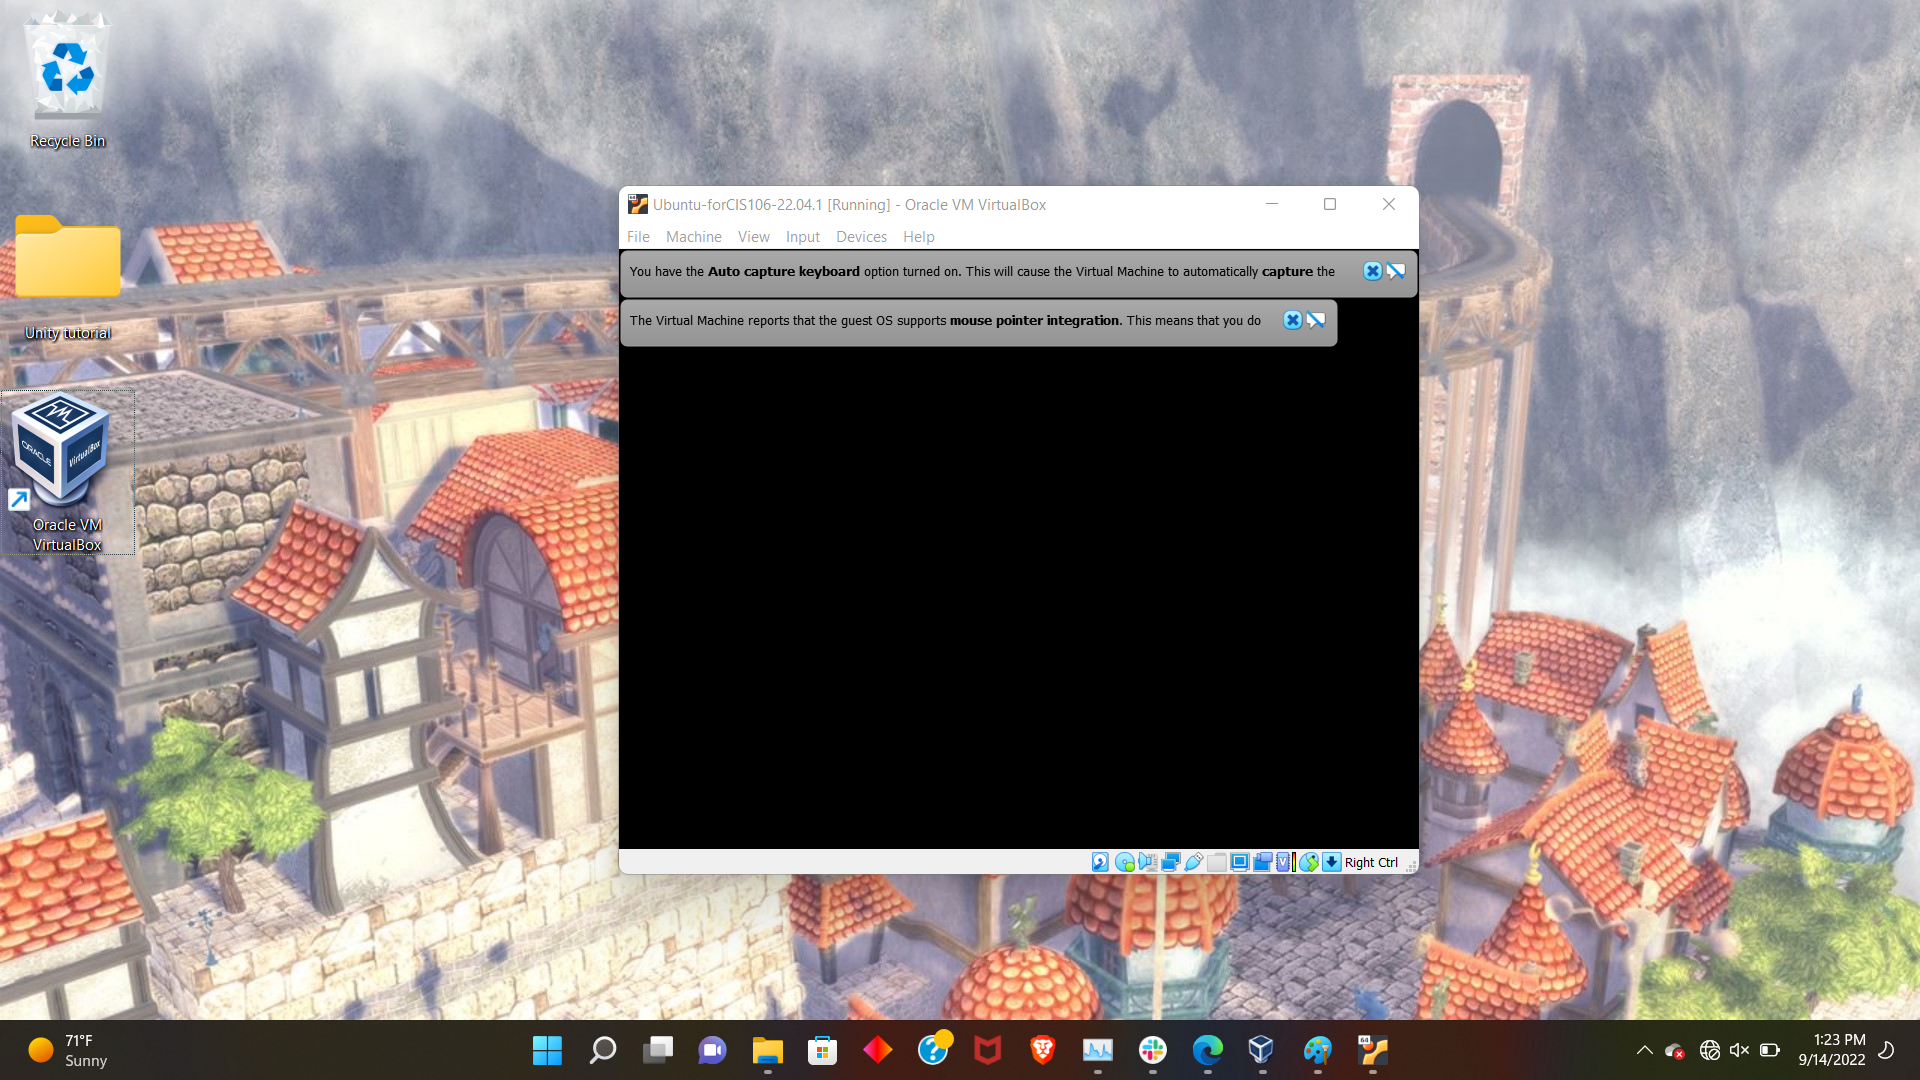 Recycle Bin
Unity tutorial
ORACLE
VirtualBox
Oracle VM
VirtualBox
Ubuntu-forCIS106-22.04.1 [Running] - Oracle VM VirtualBox
File Machine View Input Devices Help
You have the Auto capture keyboard option turned on. This will cause the Virtual Machine to automatically capture the
The Virtual Machine reports that the guest OS supports mouse pointer integration. This means that you do
Right Ctrl
71°F
Sunny
64
1:23 PM
9/14/2022